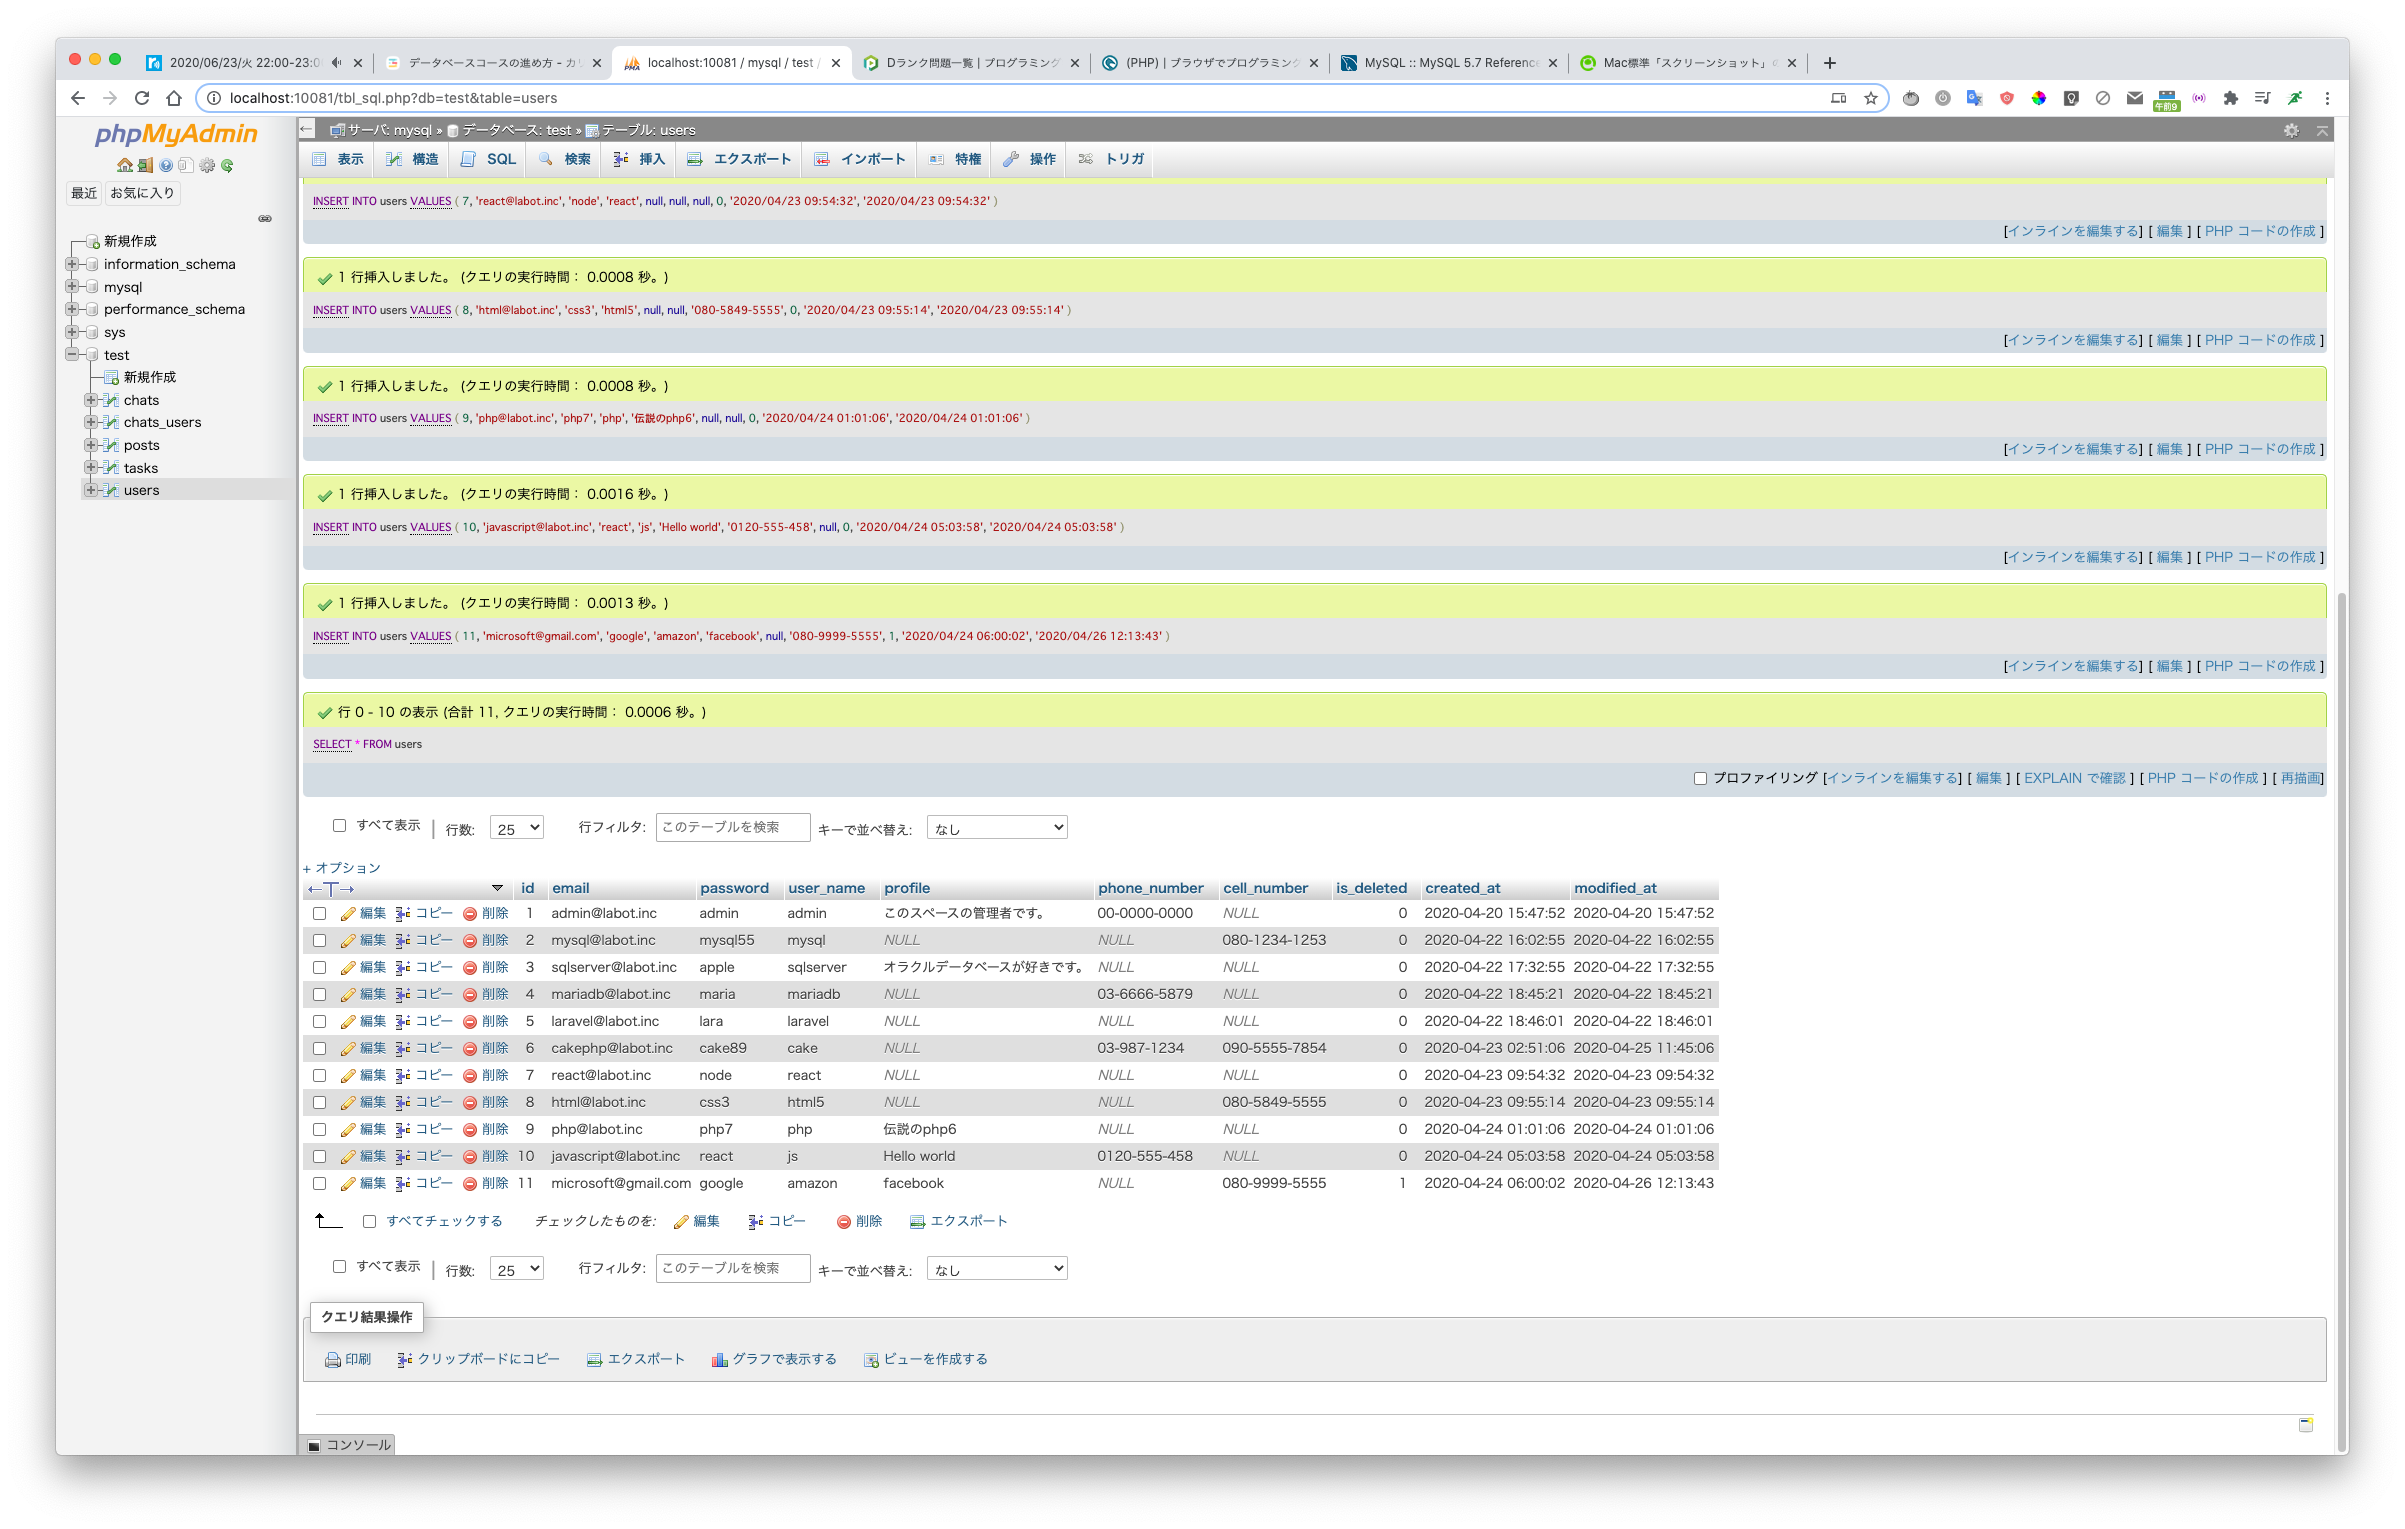 2020/06/23/火 22:00-23:0
データベースコースの進め方 - カリ
localhost:10081 / mysql / test /
Dランク問題一覧 | プログラミング
(PHP) | ブラウザでプログラミング
MySQL :: MySQL 5.7 Reference
Mac標準「スクリーンショット」の
localhost:10081/tbl_sql.php?db=test&table=users
午前9
phpMyAdmin
最近 お気に入り
新規作成
information_schema
mysql
performance_schema
sys
test
新規作成
chats
chats_users
posts
tasks
users
サーバ: mysql » データベース: test » テーブル: users
表示 構造 SQL 検索 挿入 エクスポート インポート 特権 操作 トリガ
INSERT INTO users VALUES ( 7, 'react@labot.inc', 'node', 'react', null, null, null, 0, '2020/04/23 09:54:32', '2020/04/23 09:54:32' )
[インラインを編集する] [ 編集 ] [ PHP コードの作成 ]
1 行挿入しました。 (クエリの実行時間： 0.0008 秒。)
INSERT INTO users VALUES ( 8, 'html@labot.inc', 'css3', 'html5', null, null, '080-5849-5555', 0, '2020/04/23 09:55:14', '2020/04/23 09:55:14' )
[インラインを編集する] [ 編集 ] [ PHP コードの作成 ]
1 行挿入しました。 (クエリの実行時間： 0.0008 秒。)
INSERT INTO users VALUES ( 9, 'php@labot.inc', 'php7', 'php', '伝説のphp6', null, null, 0, '2020/04/24 01:01:06', '2020/04/24 01:01:06' )
[インラインを編集する] [ 編集 ] [ PHP コードの作成 ]
1 行挿入しました。 (クエリの実行時間： 0.0016 秒。)
INSERT INTO users VALUES ( 10, 'javascript@labot.inc', 'react', 'js', 'Hello world', '0120-555-458', null, 0, '2020/04/24 05:03:58', '2020/04/24 05:03:58' )
[インラインを編集する] [ 編集 ] [ PHP コードの作成 ]
1 行挿入しました。 (クエリの実行時間： 0.0013 秒。)
INSERT INTO users VALUES ( 11, 'microsoft@gmail.com', 'google', 'amazon', 'facebook', null, '080-9999-5555', 1, '2020/04/24 06:00:02', '2020/04/26 12:13:43' )
[インラインを編集する] [ 編集 ] [ PHP コードの作成 ]
行 0 - 10 の表示 (合計 11, クエリの実行時間： 0.0006 秒。)
SELECT * FROM users
プロファイリング [インラインを編集する] [ 編集 ] [ EXPLAIN で確認 ] [ PHP コードの作成 ] [ 再描画]
すべて表示 | 行数: 25 行フィルタ: このテーブルを検索 キーで並べ替え: なし
+ オプション
←T→ id email password user_name profile phone_number cell_number is_deleted created_at modified_at
編集 コピー 削除 1 admin@labot.inc admin admin このスペースの管理者です。 00-0000-0000 NULL 0 2020-04-20 15:47:52 2020-04-20 15:47:52
編集 コピー 削除 2 mysql@labot.inc mysql55 mysql NULL NULL 080-1234-1253 0 2020-04-22 16:02:55 2020-04-22 16:02:55
編集 コピー 削除 3 sqlserver@labot.inc apple sqlserver オラクルデータベースが好きです。 NULL NULL 0 2020-04-22 17:32:55 2020-04-22 17:32:55
編集 コピー 削除 4 mariadb@labot.inc maria mariadb NULL 03-6666-5879 NULL 0 2020-04-22 18:45:21 2020-04-22 18:45:21
編集 コピー 削除 5 laravel@labot.inc lara laravel NULL NULL NULL 0 2020-04-22 18:46:01 2020-04-22 18:46:01
編集 コピー 削除 6 cakephp@labot.inc cake89 cake NULL 03-987-1234 090-5555-7854 0 2020-04-23 02:51:06 2020-04-25 11:45:06
編集 コピー 削除 7 react@labot.inc node react NULL NULL NULL 0 2020-04-23 09:54:32 2020-04-23 09:54:32
編集 コピー 削除 8 html@labot.inc css3 html5 NULL NULL 080-5849-5555 0 2020-04-23 09:55:14 2020-04-23 09:55:14
編集 コピー 削除 9 php@labot.inc php7 php 伝説のphp6 NULL NULL 0 2020-04-24 01:01:06 2020-04-24 01:01:06
編集 コピー 削除 10 javascript@labot.inc react js Hello world 0120-555-458 NULL 0 2020-04-24 05:03:58 2020-04-24 05:03:58
編集 コピー 削除 11 microsoft@gmail.com google amazon facebook NULL 080-9999-5555 1 2020-04-24 06:00:02 2020-04-26 12:13:43
すべてチェックする チェックしたものを: 編集 コピー 削除 エクスポート
すべて表示 | 行数: 25 行フィルタ: このテーブルを検索 キーで並べ替え: なし
クエリ結果操作
印刷 クリップボードにコピー エクスポート グラフで表示する ビューを作成する
コンソール